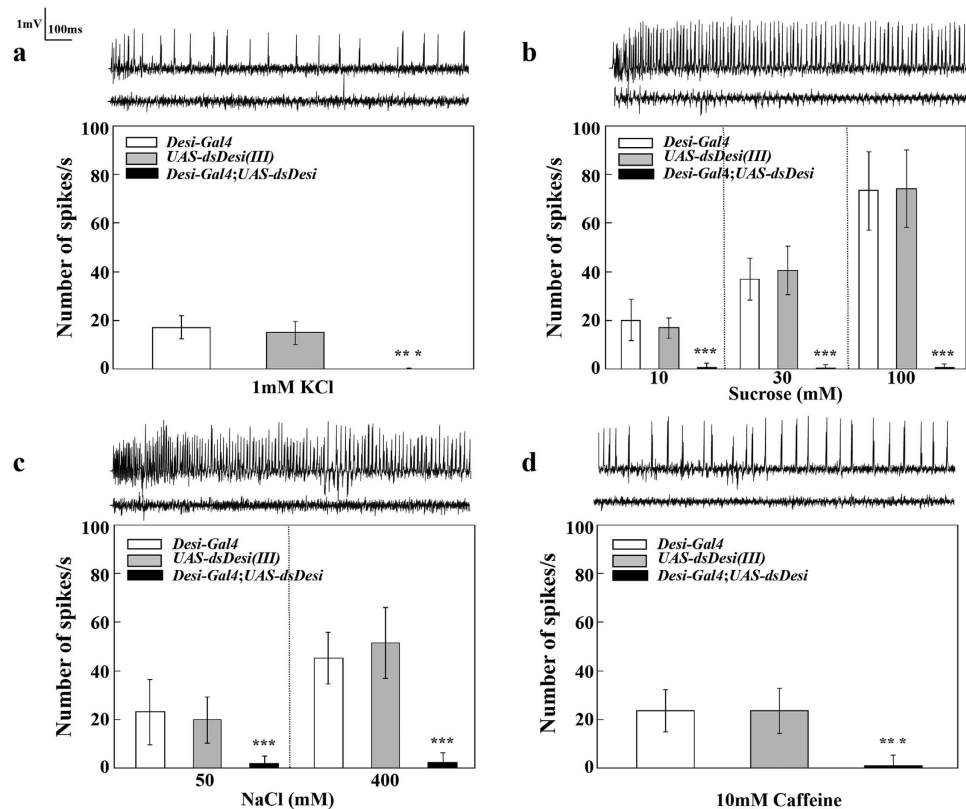 1mV
100ms
a
100
80
60
40
20
0
Number of spikes/s
Desi-Gal4
UAS-dsDesi(III)
Desi-Gal4;UAS-dsDesi
** *
1mM KCl
b
100
80
60
40
20
0
Number of spikes/s
Desi-Gal4
UAS-dsDesi(III)
Desi-Gal4;UAS-dsDesi
*** *** ***
10 30 100
Sucrose (mM)
c
100
80
60
40
20
0
Number of spikes/s
Desi-Gal4
UAS-dsDesi(III)
Desi-Gal4;UAS-dsDesi
*** ***
50 400
NaCl (mM)
d
100
80
60
40
20
0
Number of spikes/s
Desi-Gal4
UAS-dsDesi(III)
Desi-Gal4;UAS-dsDesi
** *
10mM Caffeine